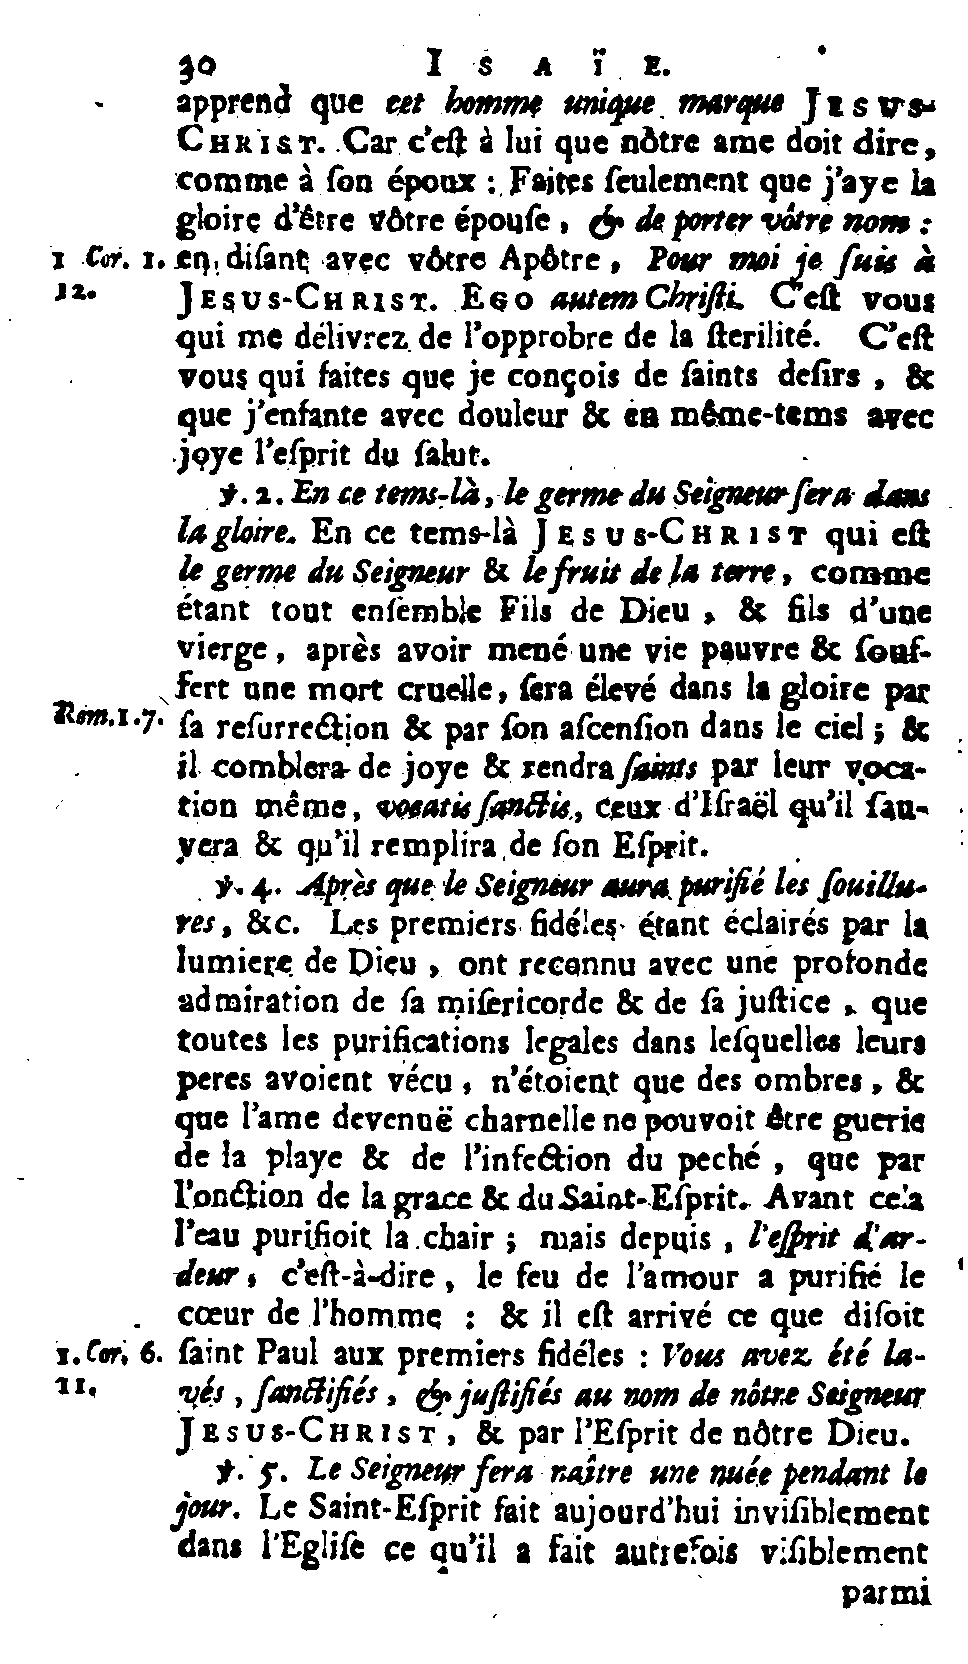 30 ISAÏE.
apprend que cet homme unique marque JESUS-
CHRIST. Car c'eſt à lui que nôtre ame doit dire,
comme à ſon époux : Faites ſeulement que j'aye la
gloire d'être vôtre épouſe, & de porter vôtre nom :
1 Cor. 1. en diſant avec vôtre Apôtre, Pour moi je ſuis à
12. JESUS-CHRIST. EGO autem Chriſti. C'eſt vous
qui me délivrez de l'opprobre de la ſterilité. C'eſt
vous qui faites que je conçois de ſaints deſirs, &
que j'enfante avec douleur & en même-tems avec
joye l'eſprit du ſalut.
℣. 2. En ce tems-là, le germe du Seigneur ſera dans
la gloire. En ce tems-là JESUS-CHRIST qui eſt
le germe du Seigneur & le fruit de la terre, comme
étant tout enſemble Fils de Dieu, & fils d'une
vierge, après avoir mené une vie pauvre & ſouf-
fert une mort cruelle, ſera élevé dans la gloire par
Rom. 1. 7. ſa reſurrection & par ſon aſcenſion dans le ciel ; &
il comblera de joye & rendra ſaints par leur voca-
tion même, vocatis ſanctis, ceux d'Iſraël qu'il ſau-
vera & qu'il remplira de ſon Eſprit.
℣. 4. Après que le Seigneur aura purifié les ſouillu-
res, &c. Les premiers fidéles étant éclairés par la
lumiere de Dieu, ont reconnu avec une profonde
admiration de ſa miſericorde & de ſa juſtice, que
toutes les purifications legales dans leſquelles leurs
peres avoient vécu, n'étoient que des ombres, &
que l'ame devenuë charnelle ne pouvoit être guerie
de la playe & de l'infection du peché, que par
l'onction de la grace & du Saint-Eſprit. Avant cela
l'eau purifioit la chair ; mais depuis, l'eſprit d'ar-
deur, c'eſt-à-dire, le feu de l'amour a purifié le
cœur de l'homme : & il eſt arrivé ce que diſoit
1. Cor. 6. ſaint Paul aux premiers fidéles : Vous avez été la-
11. vés, ſanctifiés, & juſtifiés au nom de nôtre Seigneur
JESUS-CHRIST, & par l'Eſprit de nôtre Dieu.
℣. 5. Le Seigneur fera naître une nuée pendant le
jour. Le Saint-Eſprit fait aujourd'hui inviſiblement
dans l'Egliſe ce qu'il a fait autrefois viſiblement
parmi